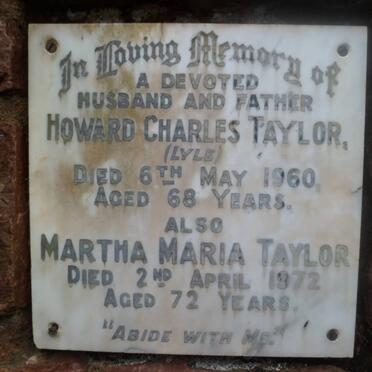 In Loving Memory of
A DEVOTED
HUSBAND AND FATHER
HOWARD CHARLES TAYLOR,
(LYLE)
DIED 6TH MAY 1960,
AGED 68 YEARS.
ALSO
MARTHA MARIA TAYLOR
DIED 2ND APRIL 1972
AGED 72 YEARS.
"ABIDE WITH ME."